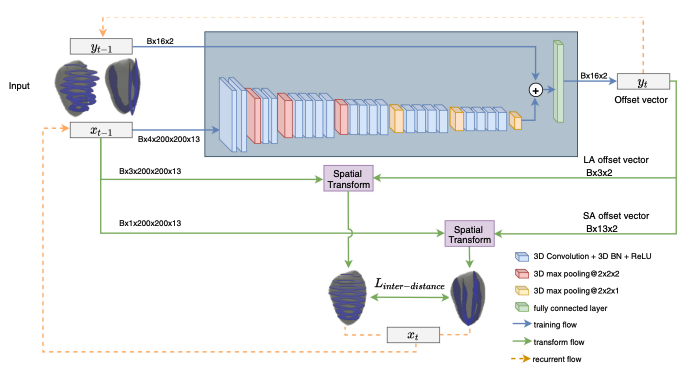 Input
y_{t-1}
Bx16x2
x_{t-1}
Bx4x200x200x13
+
Bx16x2
y_t
Offset vector
LA offset vector
Bx3x2
Bx3x200x200x13
Spatial
Transform
SA offset vector
Bx13x2
Bx1x200x200x13
Spatial
Transform
L_{inter-distance}
x_t
3D Convolution + 3D BN + ReLU
3D max pooling@2x2x2
3D max pooling@2x2x1
fully connected layer
training flow
transform flow
recurrent flow